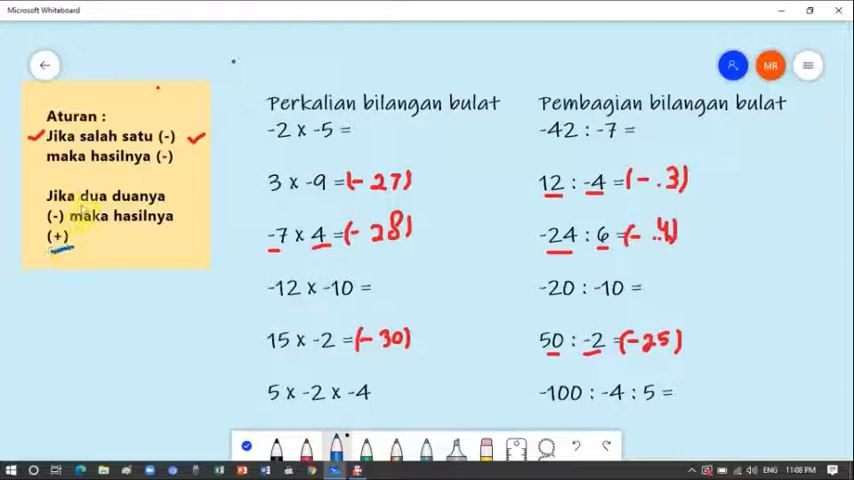 Microsoft Whiteboard
MR
Aturan :
Jika salah satu (-)
maka hasilnya (-)
Jika dua duanya
(-) maka hasilnya
(+)
Perkalian bilangan bulat
-2 x -5 =
3 x -9 =(-27)
-7 x 4 =(-28)
-12 x -10 =
15 x -2 =(-30)
5 x -2 x -4
Pembagian bilangan bulat
-42 : -7 =
12 : -4 =(-.3)
-24 : 6 =(-..4)
-20 : -10 =
50 : -2 =(-25)
-100 : -4 : 5 =
ENG 11:08 PM